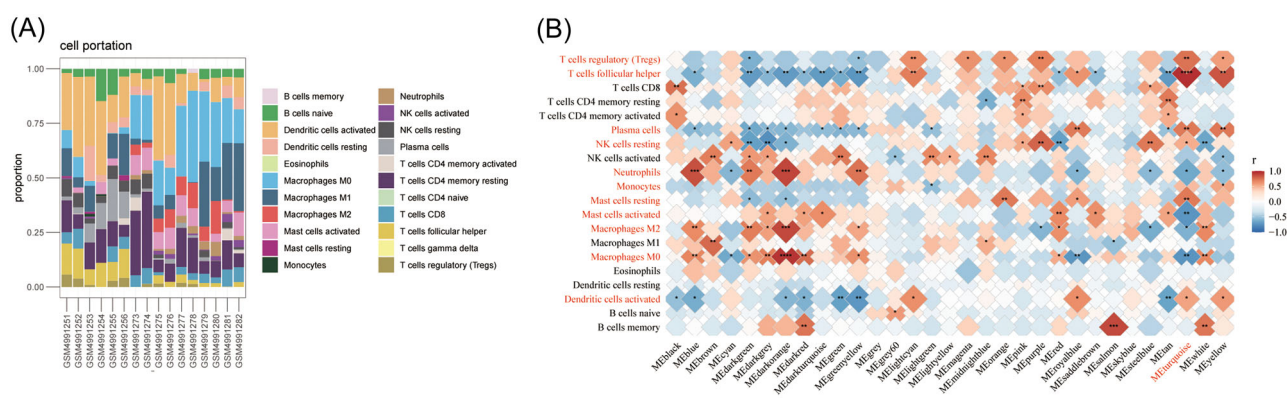 (A)
cell portation
proportion
1.00
0.75
0.50
0.25
0.00
GSM4991251
GSM4991252
GSM4991253
GSM4991254
GSM4991255
GSM4991256
GSM4991273
GSM4991274
GSM4991275
GSM4991276
GSM4991277
GSM4991278
GSM4991279
GSM4991280
GSM4991281
GSM4991282
B cells memory
B cells naive
Dendritic cells activated
Dendritic cells resting
Eosinophils
Macrophages M0
Macrophages M1
Macrophages M2
Mast cells activated
Mast cells resting
Monocytes
Neutrophils
NK cells activated
NK cells resting
Plasma cells
T cells CD4 memory activated
T cells CD4 memory resting
T cells CD4 naive
T cells CD8
T cells follicular helper
T cells gamma delta
T cells regulatory (Tregs)
(B)
T cells regulatory (Tregs)
T cells follicular helper
T cells CD8
T cells CD4 memory resting
T cells CD4 memory activated
Plasma cells
NK cells resting
NK cells activated
Neutrophils
Monocytes
Mast cells resting
Mast cells activated
Macrophages M2
Macrophages M1
Macrophages M0
Eosinophils
Dendritic cells resting
Dendritic cells activated
B cells naive
B cells memory
MEblack
MEblue
MEbrown
MEcyan
MEdarkgreen
MEdarkgrey
MEdarkorange
MEdarkred
MEdarkturquoise
MEgreen
MEgreenyellow
MEgrey
MEgrey60
MElightcyan
MElightgreen
MElightyellow
MEmagenta
MEmidnightblue
MEorange
MEpink
MEpurple
MEred
MEroyalblue
MEsaddlebrown
MEsalmon
MEskyblue
MEsteelblue
MEtan
MEturquoise
MEwhite
MEyellow
r
1.0
0.5
0.0
-0.5
-1.0